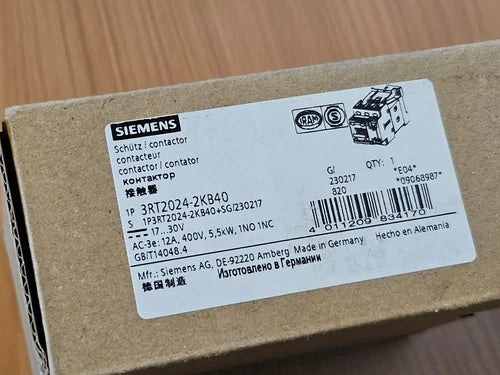 SIEMENS
Schütz / contactor
contacteur
contactor / contator
контактор
接触器
1P 3RT2024-2KB40
S 1P3RT2024-2KB40+SG/230217
17...30V
AC-3e: 12A, 400V, 5,5kW, 1NO 1NC
GB/T14048.4
Mfr.: Siemens AG, DE-92220 Amberg Made in Germany Hecho en Alemania
德国制造 Изготовлено в Германии
IRAM S
G/ QTY: 1
230217 *E04*
820 *09068987*
4 011209 834170